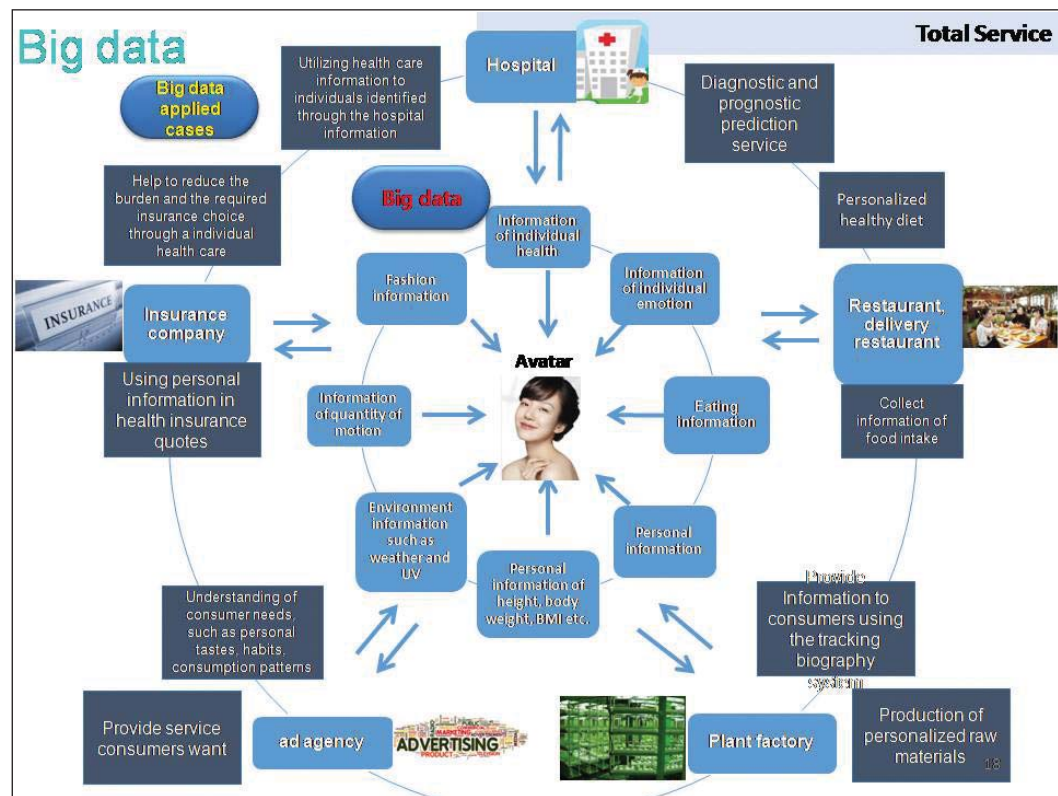 Big data
Total Service
Big data
applied
cases
Utilizing health care
information to
individuals identified
through the hospital
information
Hospital
Diagnostic and
prognostic
prediction
service
Help to reduce the
burden and the required
insurance choice
through a individual
health care
Big data
Personalized
healthy diet
Information
of individual
health
Fashion
information
Information
of individual
emotion
INSURANCE
Insurance
company
Restaurant,
delivery
restaurant
Using personal
information in
health insurance
quotes
Avatar
Information
of quantity of
motion
Eating
information
Collect
information of
food intake
Environment
information
such as
weather and
UV
Personal
information
Personal
information of
height, body
weight, BMI etc.
Understanding of
consumer needs,
such as personal
tastes, habits,
consumption patterns
Provide
Information to
consumers using
the tracking
biography
system
Provide service
consumers want
ad agency
MARKETING
ADVERTISING
PRODUCT
Plant factory
Production of
personalized raw
materials
18